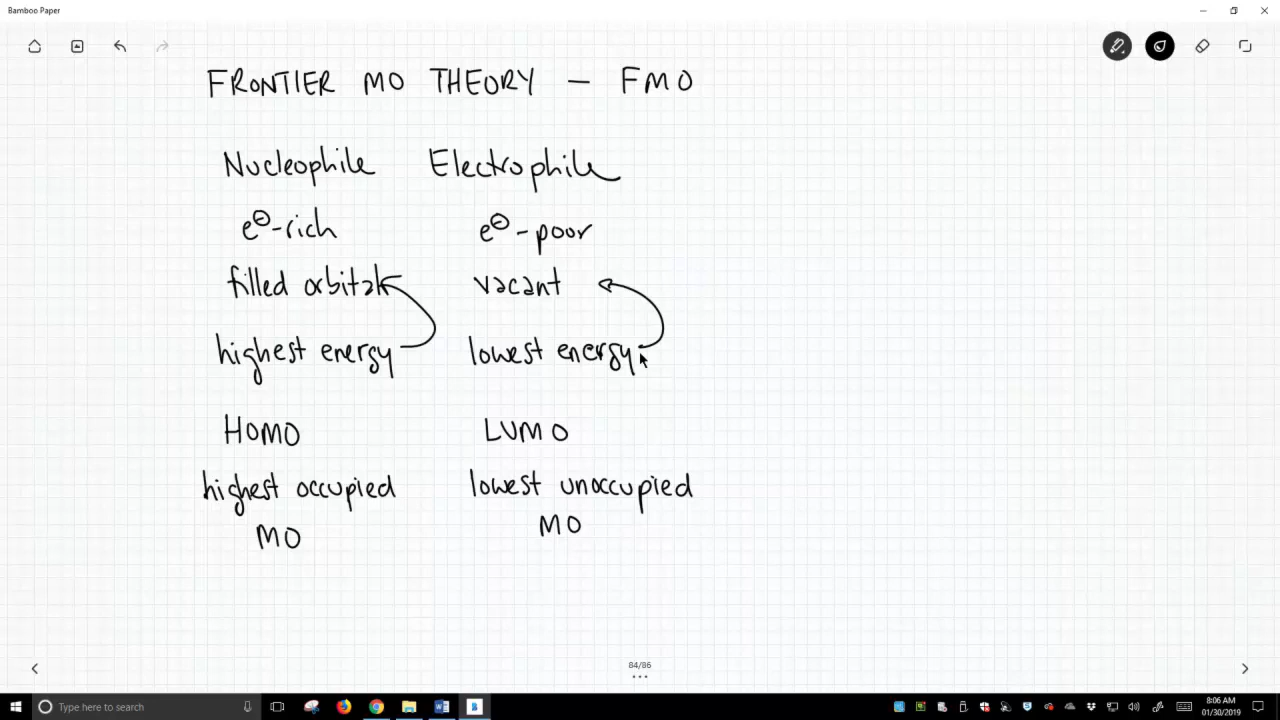 Bamboo Paper
FRONTIER MO THEORY – FMO
Nucleophile Electrophile
e⊖-rich e⊖-poor
filled orbitals vacant
highest energy lowest energy
HOMO LUMO
highest occupied lowest unoccupied
MO MO
84/86
Type here to search
8:06 AM
01/30/2019